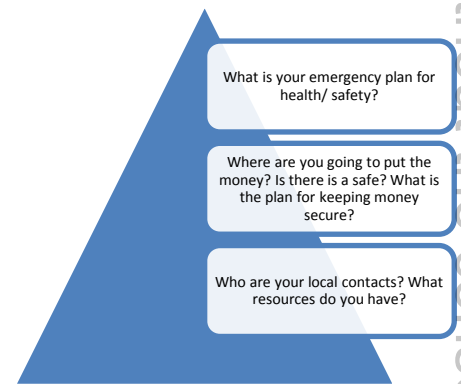 What is your emergency plan for
health/ safety?
Where are you going to put the
money? Is there is a safe? What is
the plan for keeping money
secure?
Who are your local contacts? What
resources do you have?